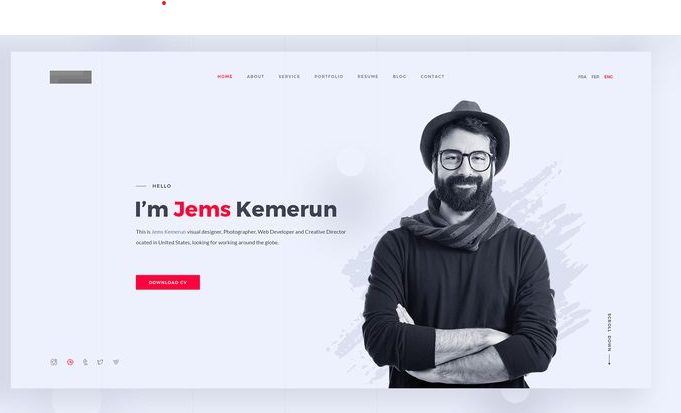 HOME ABOUT SERVICE PORTFOLIO RESUME BLOG CONTACT
FRA FER ENG
HELLO
I'm Jems Kemerun
This is Jems Kemerun visual designer, Photographer, Web Developer and Creative Director
ocated in United States, looking for working around the globe.
DOWNLOAD CV
SCROLL DOWN